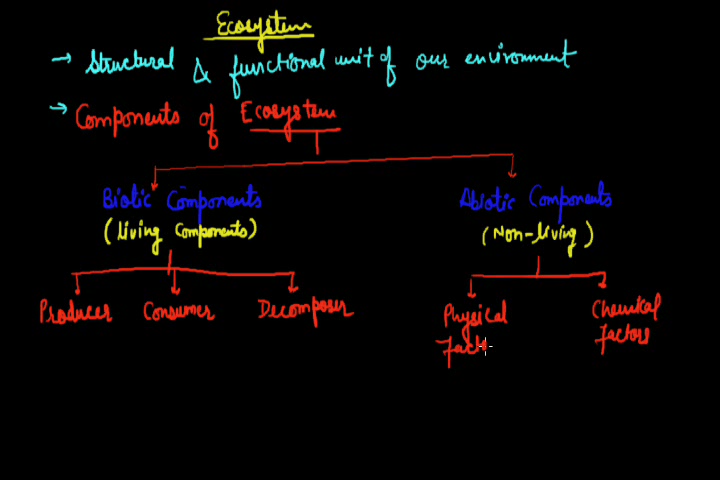 Ecosystem
→ Structural & functional unit of our environment
→ Components of Ecosystem
Biotic Components Abiotic Components
(Living Components) (Non-living)
Producer Consumer Decomposer Physical Chemical
Facto Factors